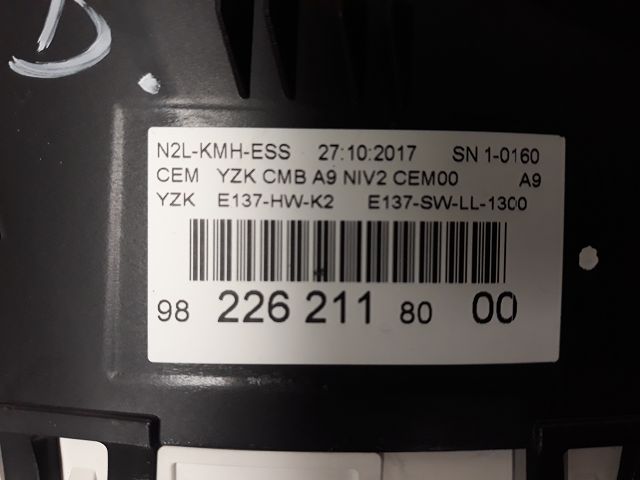 D.
N2L-KMH-ESS 27:10:2017 SN 1-0160
CEM YZK CMB A9 NIV2 CEM00 A9
YZK E137-HW-K2 E137-SW-LL-1300
98 226 211 80 00